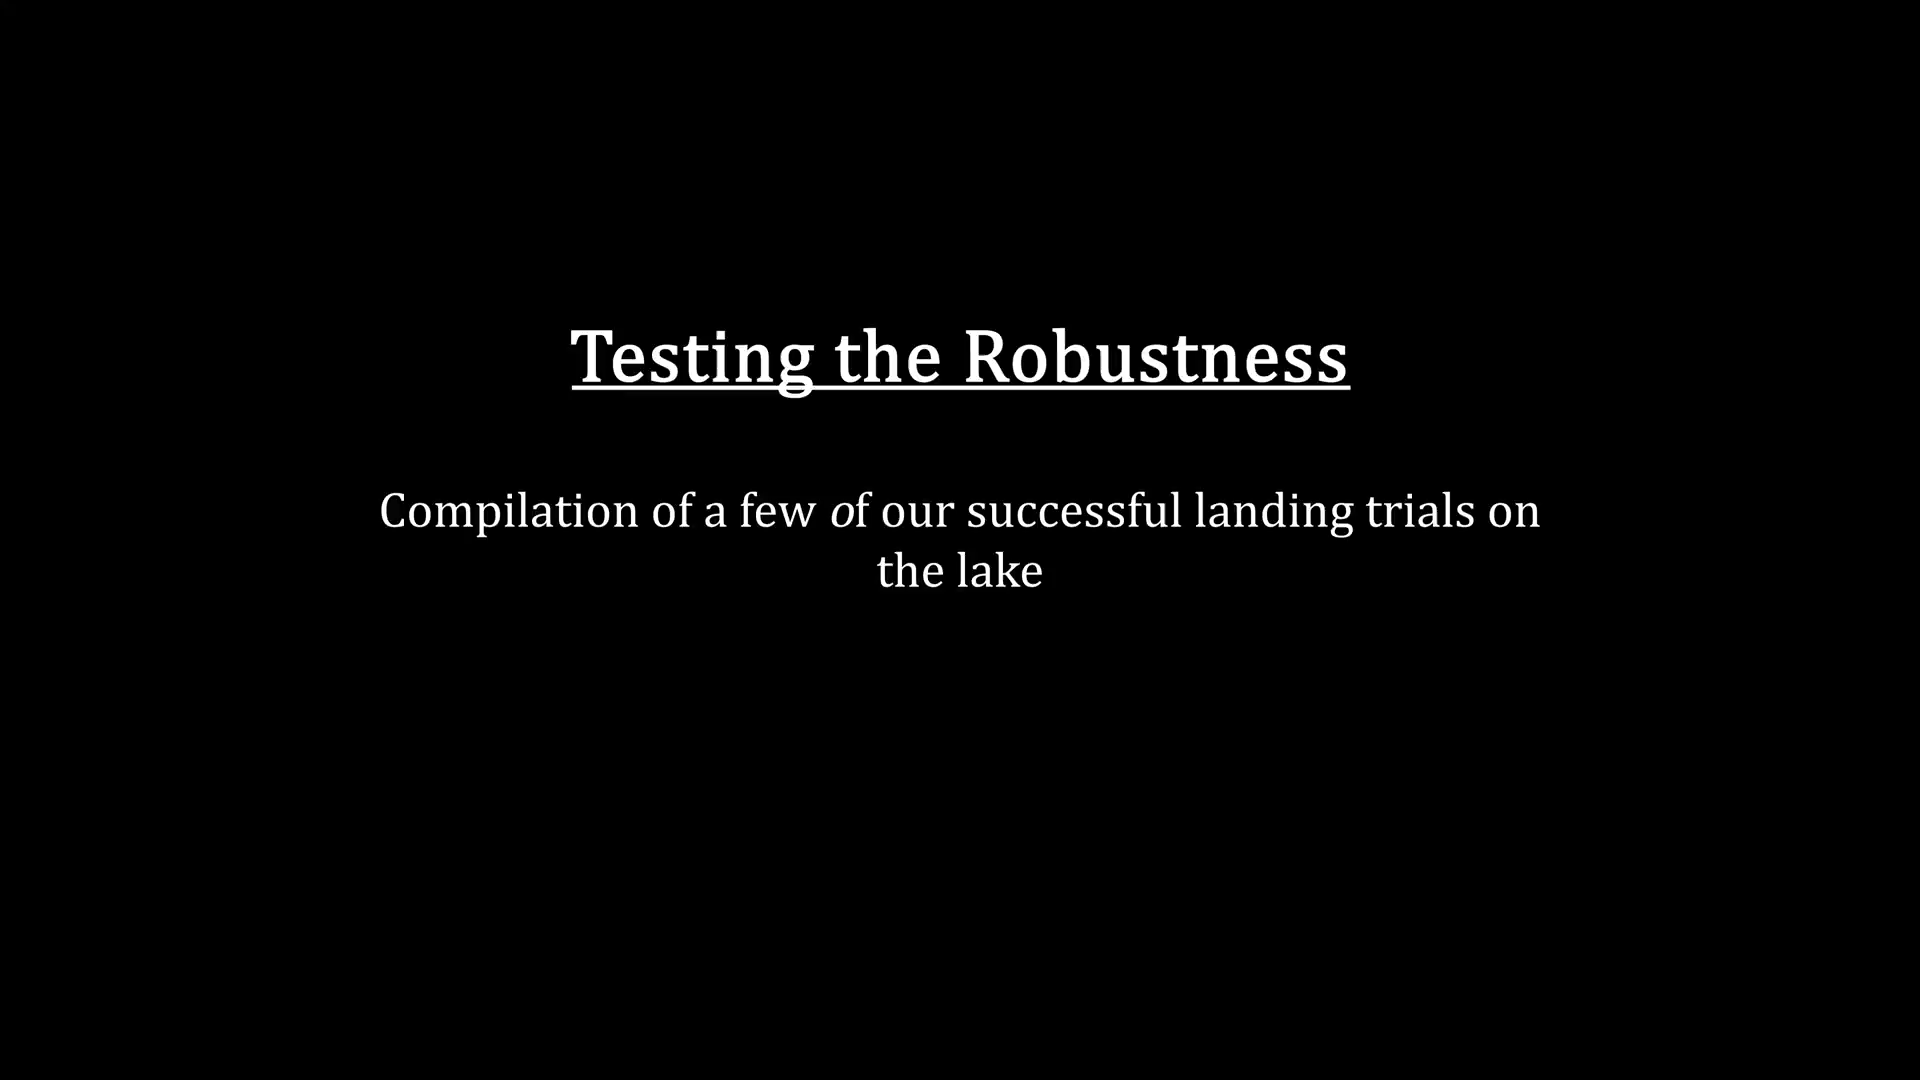 Testing the Robustness
Compilation of a few of our successful landing trials on
the lake